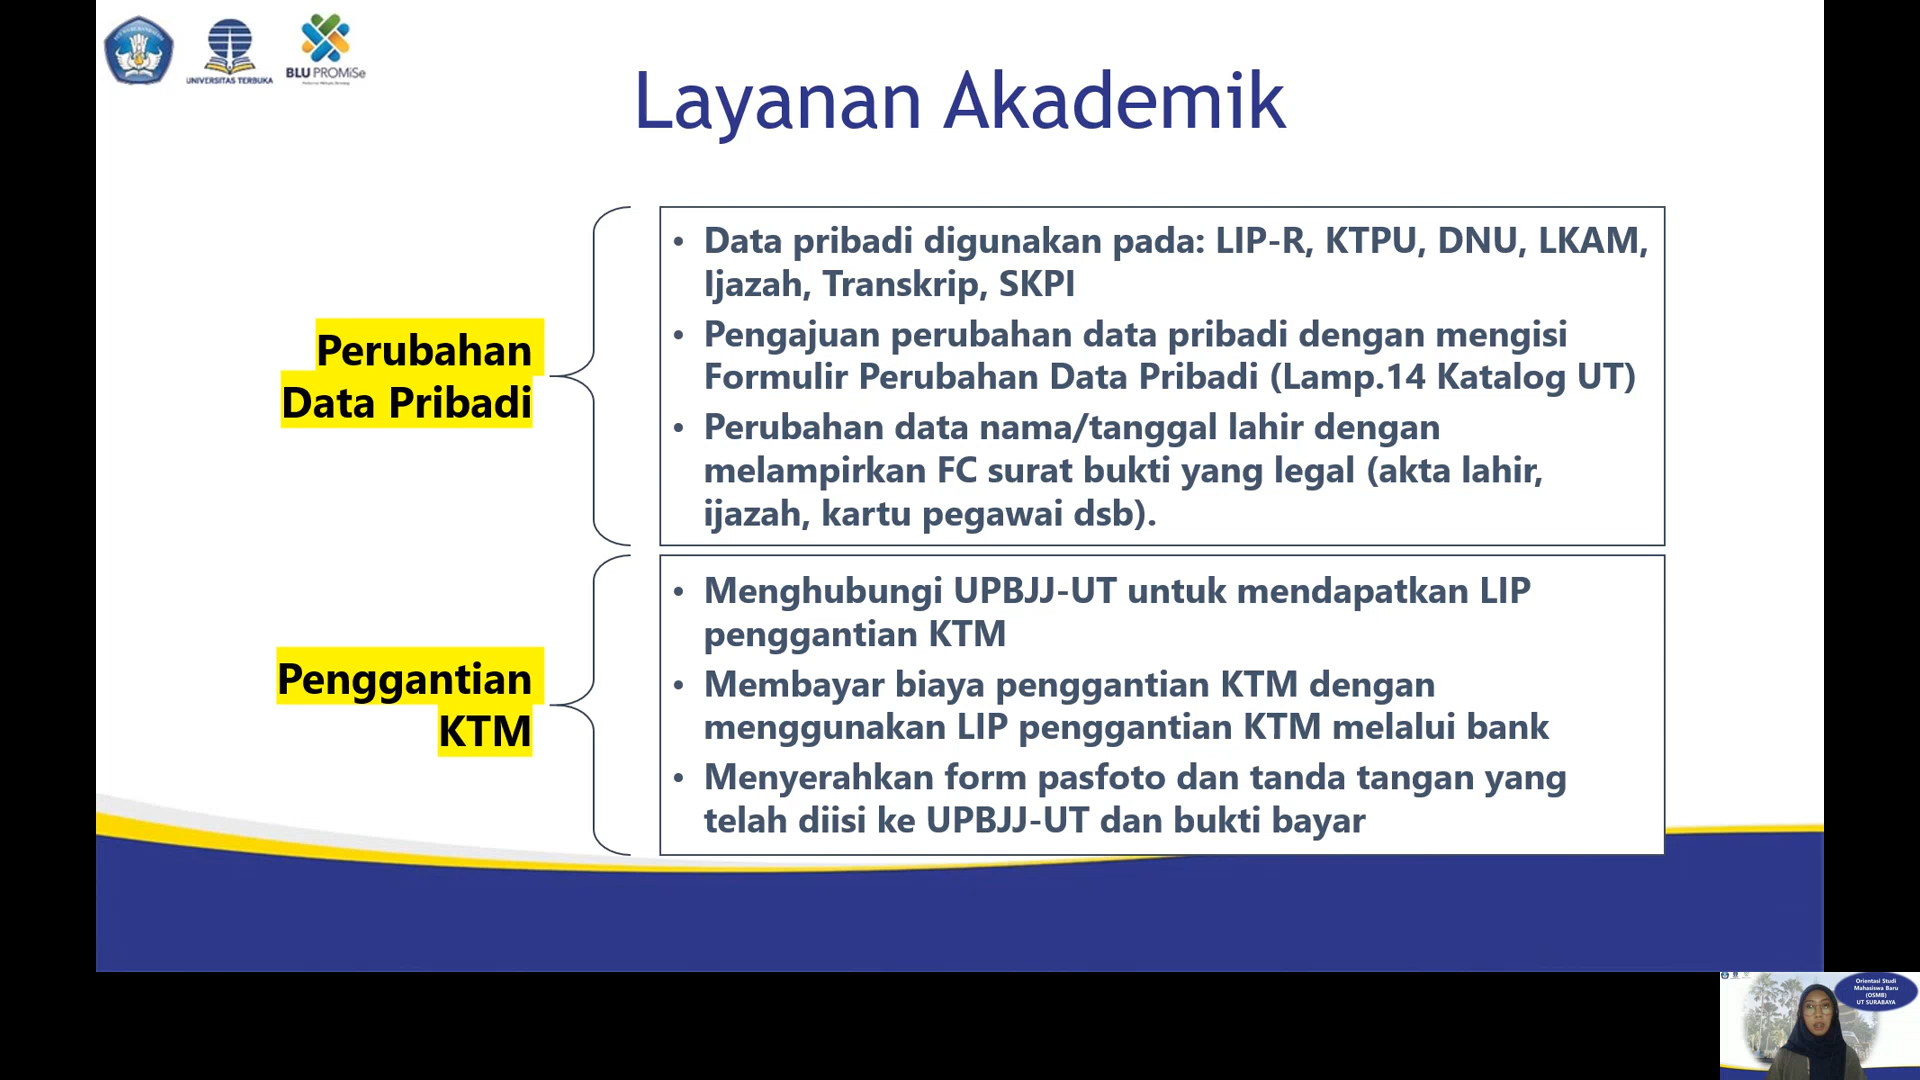 UNIVERSITAS TERBUKA
BLU PROMiSe
Layanan Akademik
Perubahan
Data Pribadi
• Data pribadi digunakan pada: LIP-R, KTPU, DNU, LKAM,
Ijazah, Transkrip, SKPI
• Pengajuan perubahan data pribadi dengan mengisi
Formulir Perubahan Data Pribadi (Lamp.14 Katalog UT)
• Perubahan data nama/tanggal lahir dengan
melampirkan FC surat bukti yang legal (akta lahir,
ijazah, kartu pegawai dsb).
Penggantian
KTM
• Menghubungi UPBJJ-UT untuk mendapatkan LIP
penggantian KTM
• Membayar biaya penggantian KTM dengan
menggunakan LIP penggantian KTM melalui bank
• Menyerahkan form pasfoto dan tanda tangan yang
telah diisi ke UPBJJ-UT dan bukti bayar
Orientasi Studi
Mahasiswa Baru
(OSMB)
UT SURABAYA